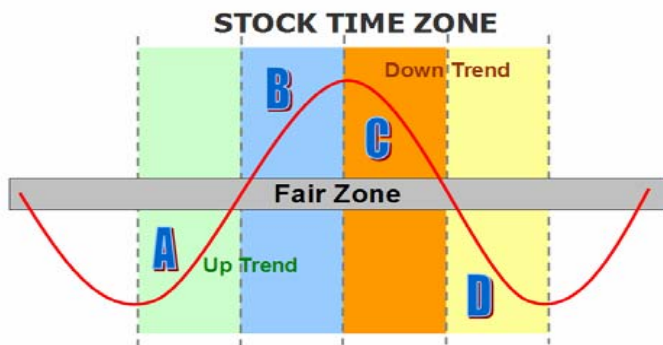 STOCK TIME ZONE
Down Trend
B
C
Fair Zone
A
Up Trend
D